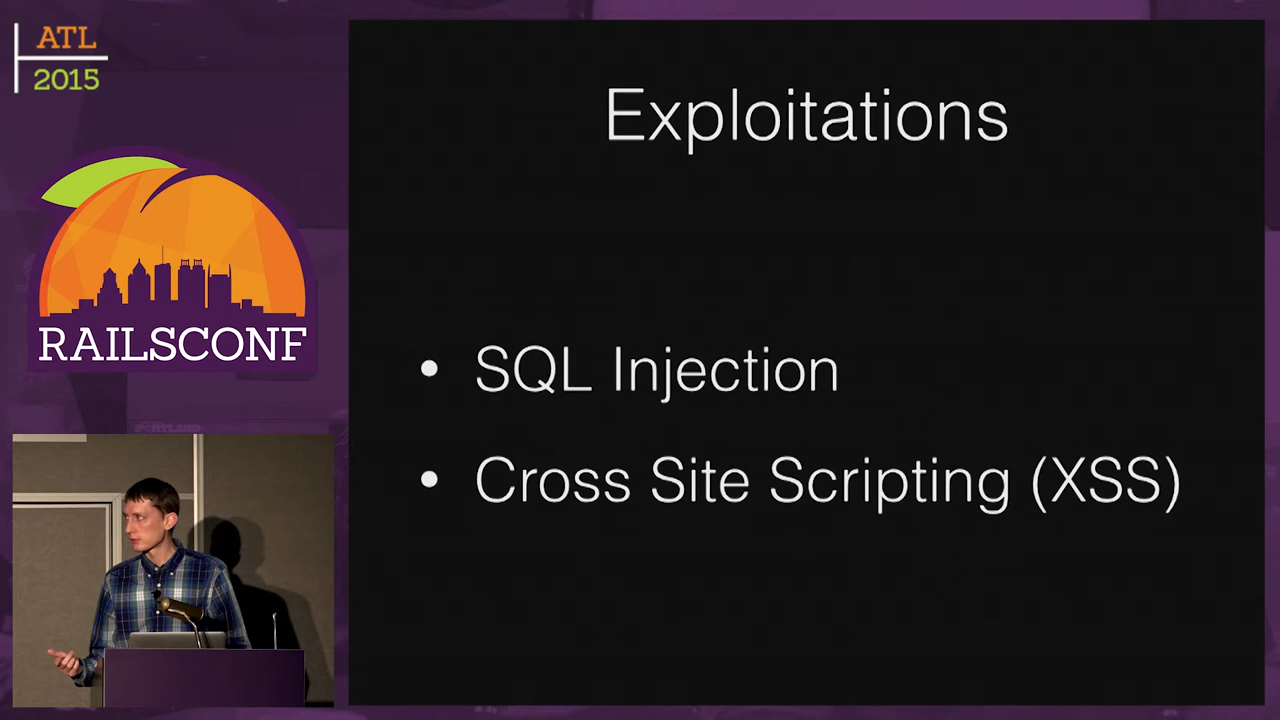 ATL
2015
RAILSCONF
Exploitations
• SQL Injection
• Cross Site Scripting (XSS)